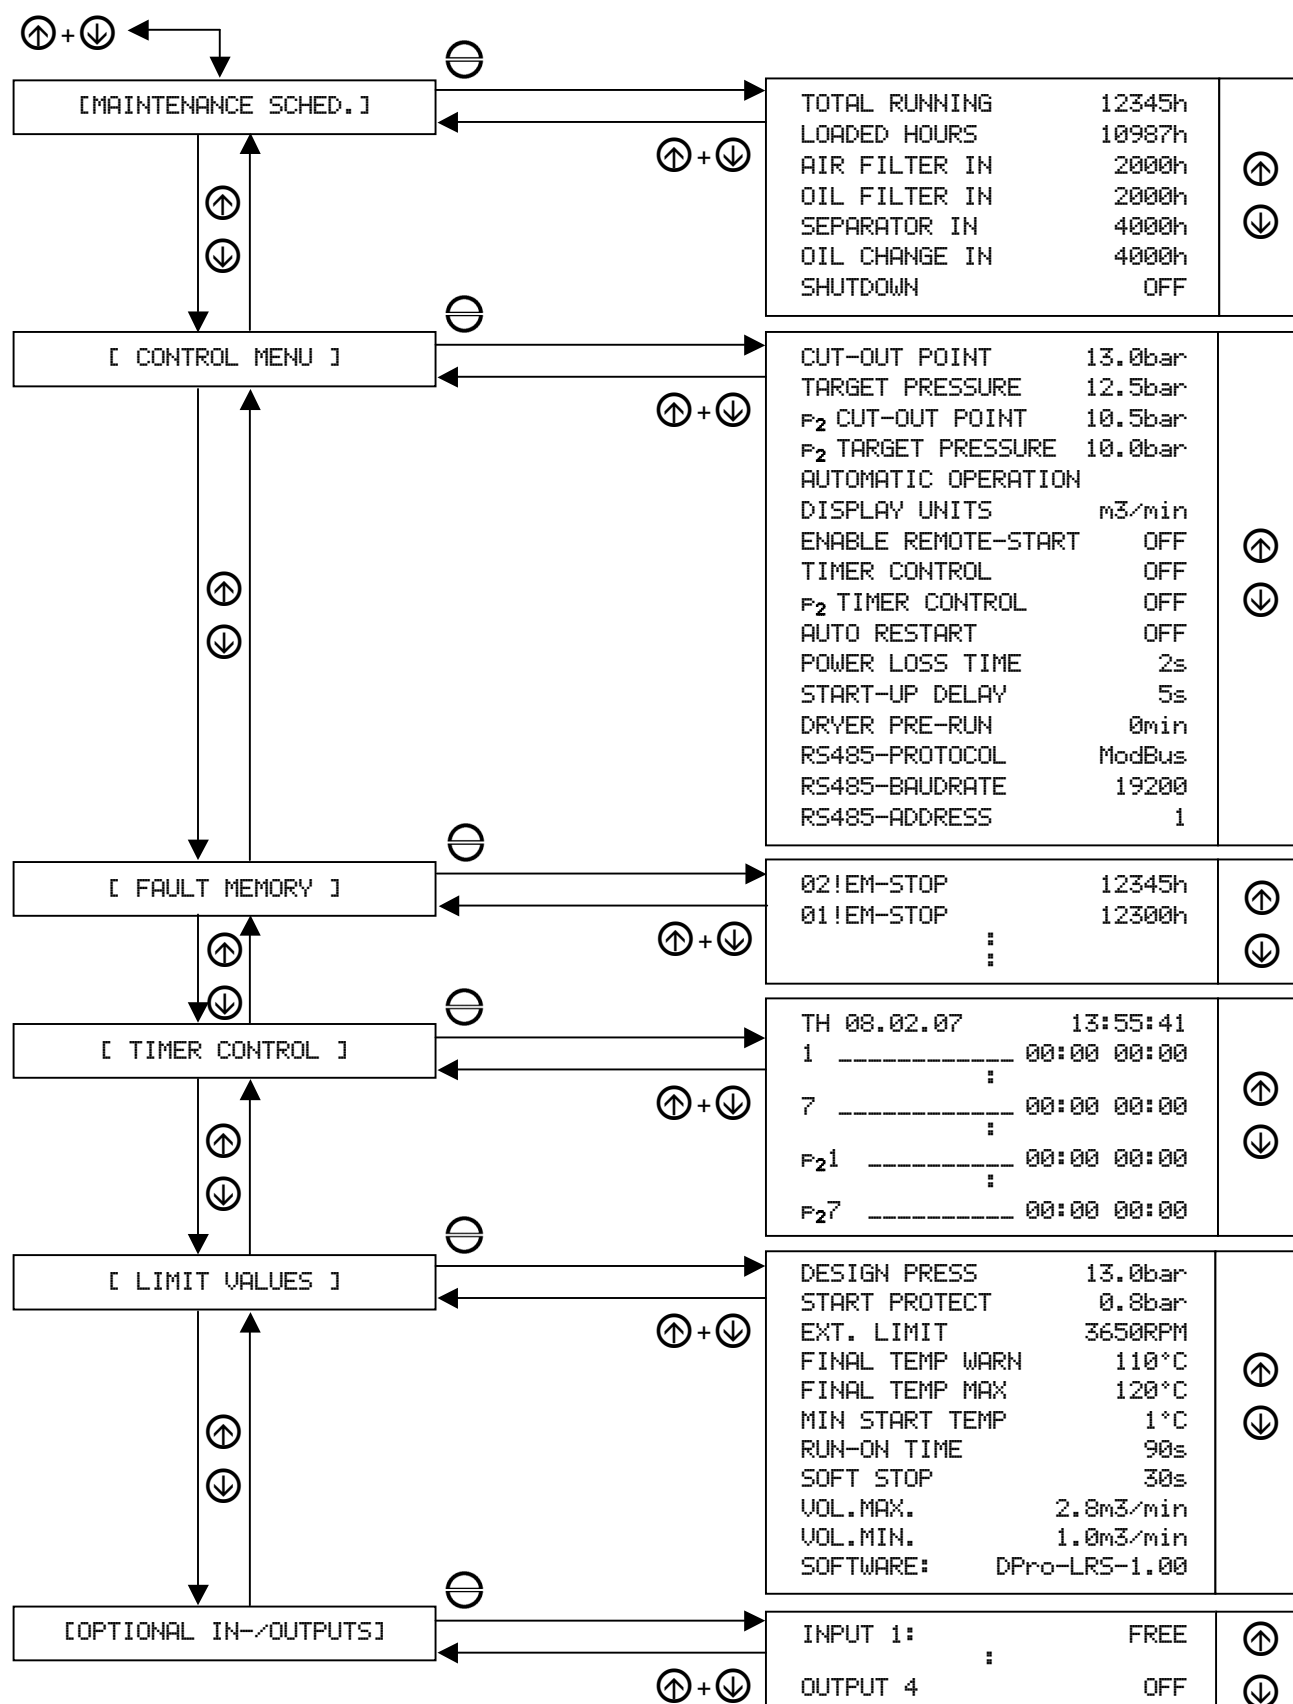 +
[MAINTENANCE SCHED.]
TOTAL RUNNING 12345h
LOADED HOURS 10987h
AIR FILTER IN 2000h
OIL FILTER IN 2000h
SEPARATOR IN 4000h
OIL CHANGE IN 4000h
SHUTDOWN OFF
+
[ CONTROL MENU ]
CUT-OUT POINT 13.0bar
TARGET PRESSURE 12.5bar
P2 CUT-OUT POINT 10.5bar
P2 TARGET PRESSURE 10.0bar
AUTOMATIC OPERATION
DISPLAY UNITS m3/min
ENABLE REMOTE-START OFF
TIMER CONTROL OFF
P2 TIMER CONTROL OFF
AUTO RESTART OFF
POWER LOSS TIME 2s
START-UP DELAY 5s
DRYER PRE-RUN 0min
RS485-PROTOCOL ModBus
RS485-BAUDRATE 19200
RS485-ADDRESS 1
+
[ FAULT MEMORY ]
02!EM-STOP 12345h
01!EM-STOP 12300h
:
:
+
[ TIMER CONTROL ]
TH 08.02.07 13:55:41
1 ____________ 00:00 00:00
:
7 ____________ 00:00 00:00
:
P21 __________ 00:00 00:00
:
P27 __________ 00:00 00:00
+
[ LIMIT VALUES ]
DESIGN PRESS 13.0bar
START PROTECT 0.8bar
EXT. LIMIT 3650RPM
FINAL TEMP WARN 110°C
FINAL TEMP MAX 120°C
MIN START TEMP 1°C
RUN-ON TIME 90s
SOFT STOP 30s
VOL.MAX. 2.8m3/min
VOL.MIN. 1.0m3/min
SOFTWARE: DPro-LRS-1.00
+
[OPTIONAL IN-/OUTPUTS]
INPUT 1: FREE
:
OUTPUT 4 OFF
+